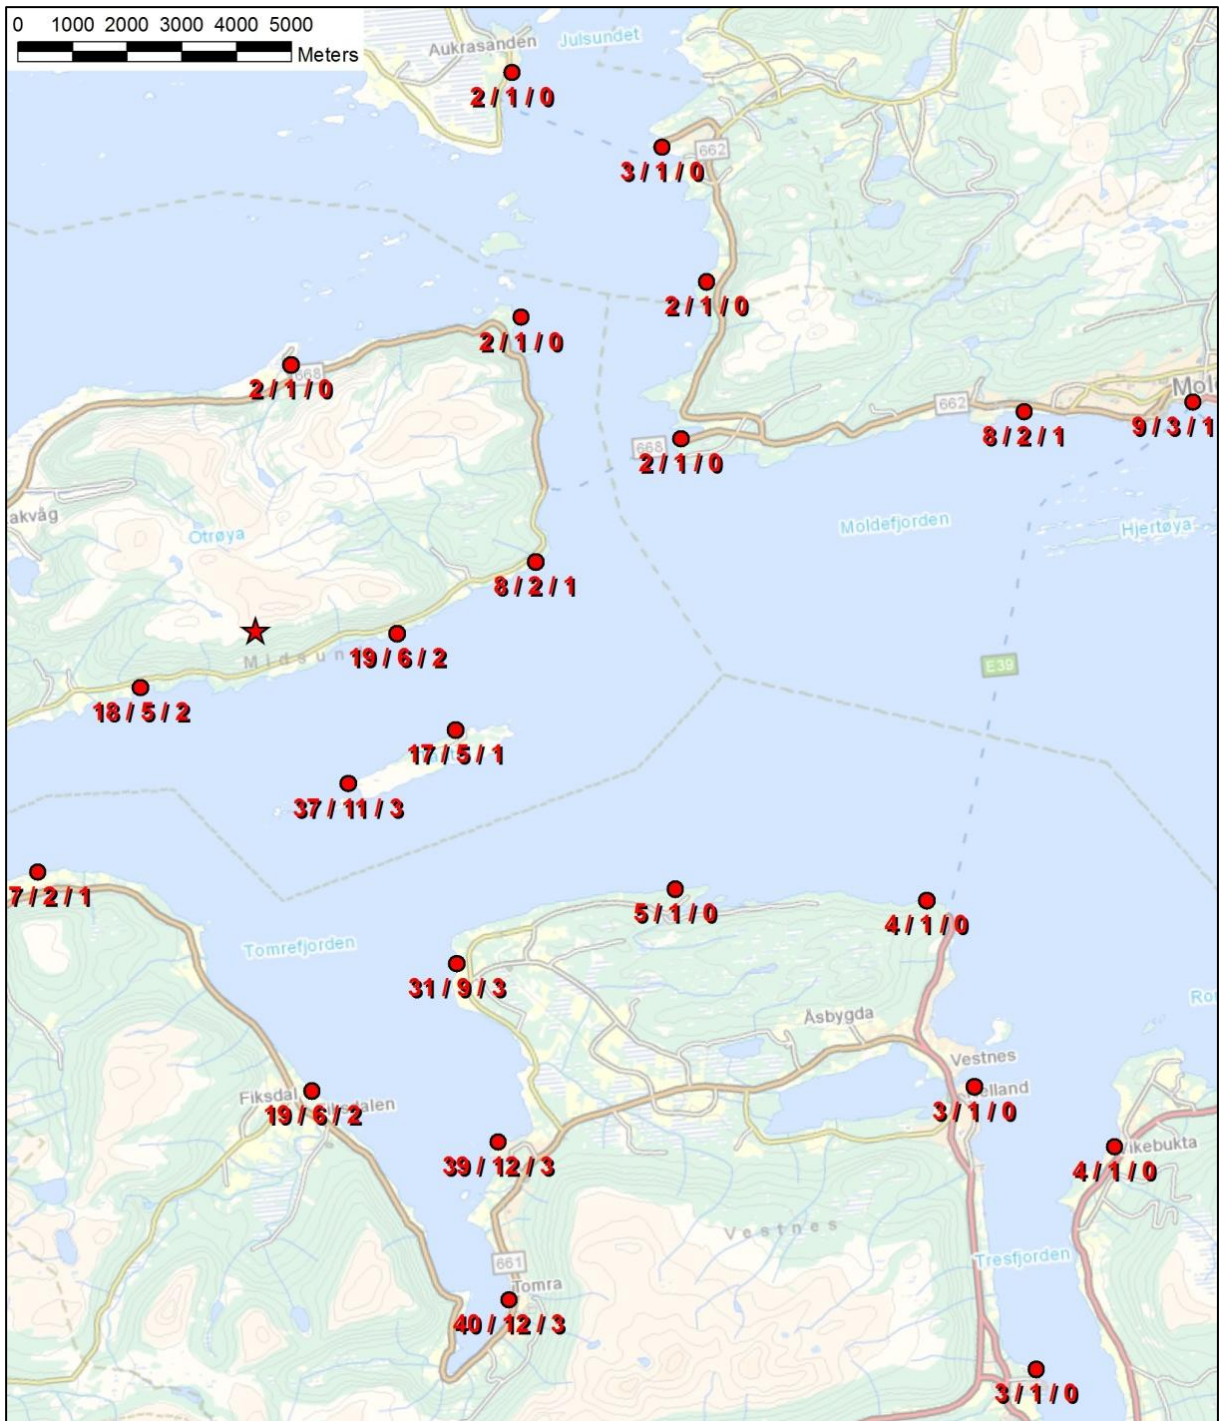 0 1000 2000 3000 4000 5000
Meters
Aukrasanden
Julsundet
2 / 1 / 0
662
3 / 1 / 0
2 / 1 / 0
2 / 1 / 0
668
2 / 1 / 0
662
Mol
8 / 2 / 1
9 / 3 / 1
668
2 / 1 / 0
akvåg
Otrøya
Moldefjorden
Hjertøya
8 / 2 / 1
Midsun
19 / 6 / 2
E39
18 / 5 / 2
17 / 5 / 1
37 / 11 / 3
7 / 2 / 1
5 / 1 / 0
4 / 1 / 0
Tomrefjorden
31 / 9 / 3
Ro
Åsbygda
Vestnes
Helland
3 / 1 / 0
Fiksdal
19 / 6 / 2
39 / 12 / 3
ikebukta
4 / 1 / 0
Vestnes
Tresfjorden
661
Tomra
40 / 12 / 3
3 / 1 / 0